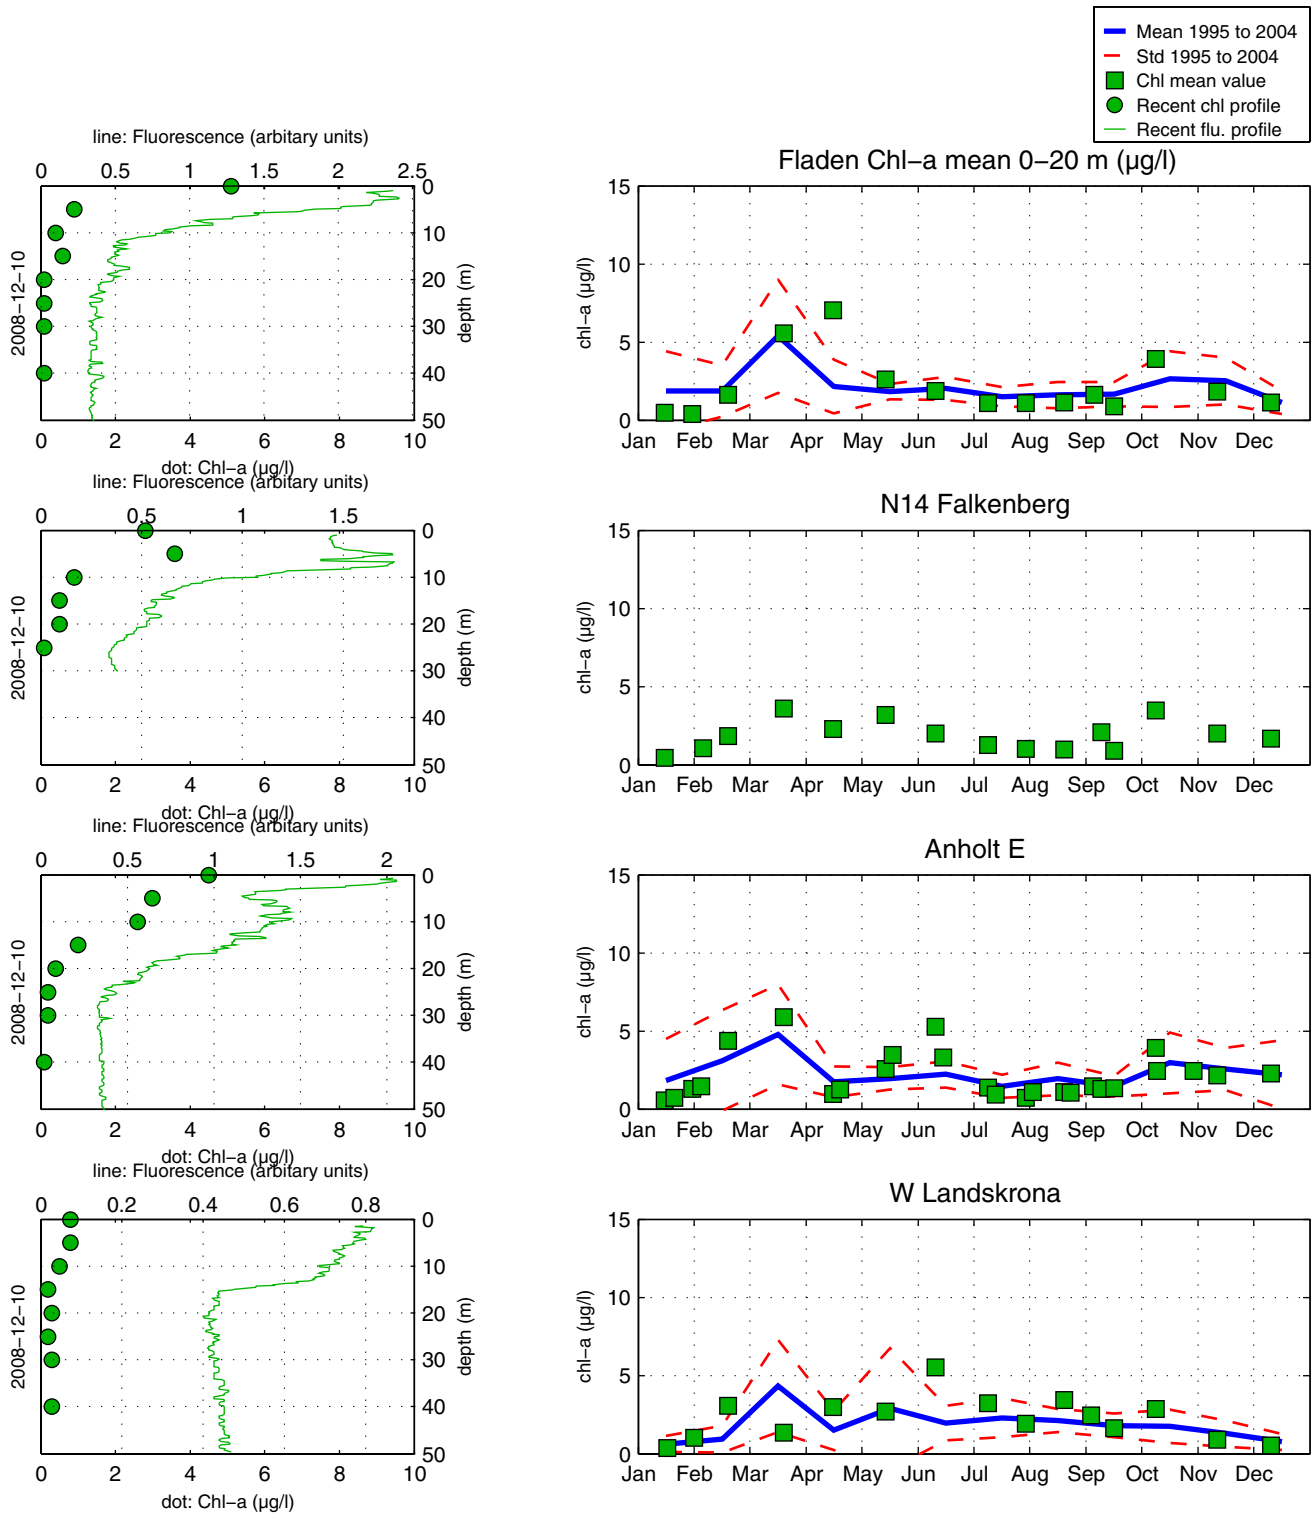 Mean 1995 to 2004
Std 1995 to 2004
Chl mean value
Recent chl profile
Recent flu. profile
line: Fluorescence (arbitary units)
0 0.5 1 1.5 2 2.5
2008−12−10
0
10
20
30
40
50
depth (m)
0 2 4 6 8 10
dot: Chl−a (µg/l)
Fladen Chl−a mean 0−20 m (µg/l)
chl−a (µg/l)
15
10
5
0
Jan Feb Mar Apr May Jun Jul Aug Sep Oct Nov Dec
line: Fluorescence (arbitary units)
0 0.5 1 1.5
2008−12−10
0
10
20
30
40
50
depth (m)
0 2 4 6 8 10
dot: Chl−a (µg/l)
N14 Falkenberg
chl−a (µg/l)
15
10
5
0
Jan Feb Mar Apr May Jun Jul Aug Sep Oct Nov Dec
line: Fluorescence (arbitary units)
0 0.5 1 1.5 2
2008−12−10
0
10
20
30
40
50
depth (m)
0 2 4 6 8 10
dot: Chl−a (µg/l)
Anholt E
chl−a (µg/l)
15
10
5
0
Jan Feb Mar Apr May Jun Jul Aug Sep Oct Nov Dec
line: Fluorescence (arbitary units)
0 0.2 0.4 0.6 0.8
2008−12−10
0
10
20
30
40
50
depth (m)
0 2 4 6 8 10
dot: Chl−a (µg/l)
W Landskrona
chl−a (µg/l)
15
10
5
0
Jan Feb Mar Apr May Jun Jul Aug Sep Oct Nov Dec